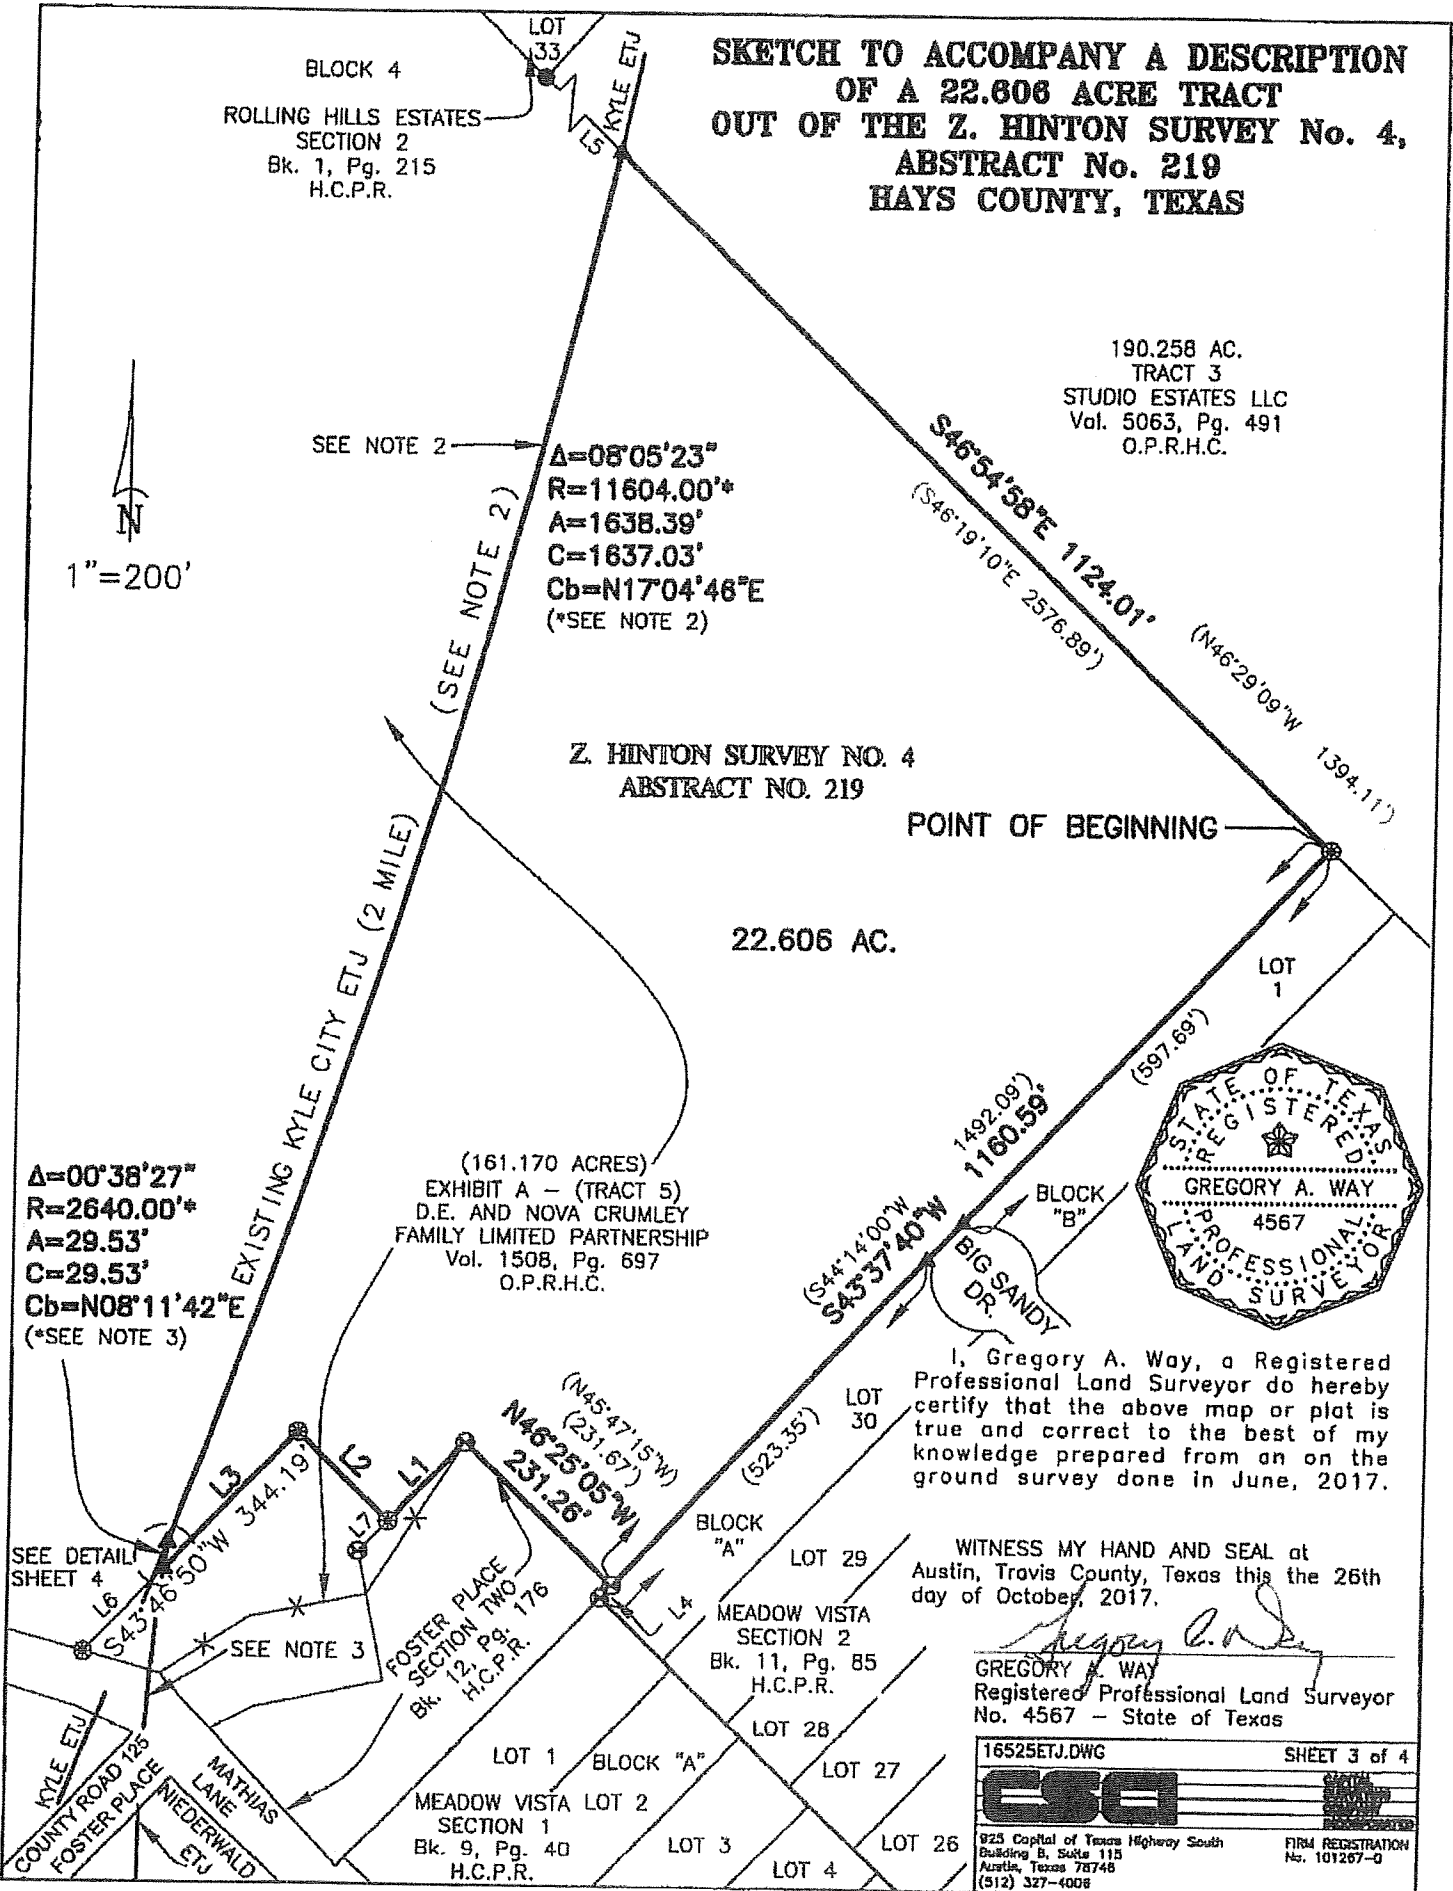 SKETCH TO ACCOMPANY A DESCRIPTION
OF A 22.606 ACRE TRACT
OUT OF THE Z. HINTON SURVEY No. 4,
ABSTRACT No. 219
HAYS COUNTY, TEXAS
LOT
33
BLOCK 4
ROLLING HILLS ESTATES
SECTION 2
Bk. 1, Pg. 215
H.C.P.R.
KYLE ETJ
L5
190.258 AC.
TRACT 3
STUDIO ESTATES LLC
Vol. 5063, Pg. 491
O.P.R.H.C.
N
1"=200'
SEE NOTE 2
(SEE NOTE 2)
Δ=08°05'23"
R=11604.00'*
A=1638.39'
C=1637.03'
Cb=N17°04'46"E
(*SEE NOTE 2)
S46°54'58"E 1124.01'
(S46°19'10"E 2576.89')
(N46°29'09"W 1394.11')
Z. HINTON SURVEY NO. 4
ABSTRACT NO. 219
POINT OF BEGINNING
22.606 AC.
EXISTING KYLE CITY ETJ (2 MILE)
LOT
1
(597.69')
(S44°14'00"W 1492.09')
S43°37'40"W 1160.59'
BLOCK
"B"
BIG SANDY
DR.
STATE OF TEXAS
REGISTERED
GREGORY A. WAY
4567
PROFESSIONAL
LAND SURVEYOR
Δ=00°38'27"
R=2640.00'*
A=29.53'
C=29.53'
Cb=N08°11'42"E
(*SEE NOTE 3)
(161.170 ACRES)
EXHIBIT A – (TRACT 5)
D.E. AND NOVA CRUMLEY
FAMILY LIMITED PARTNERSHIP
Vol. 1508, Pg. 697
O.P.R.H.C.
I, Gregory A. Way, a Registered
Professional Land Surveyor do hereby
certify that the above map or plat is
true and correct to the best of my
knowledge prepared from an on the
ground survey done in June, 2017.
WITNESS MY HAND AND SEAL at
Austin, Travis County, Texas this the 26th
day of October, 2017.
Gregory A. Way
GREGORY A. WAY
Registered Professional Land Surveyor
No. 4567 – State of Texas
(N45°47'15"W)
(231.67')
N46°25'05"W
231.26'
(523.35')
LOT
30
L3
L2
L1
L7
L6
L4
S43°46'50"W 344.19'
SEE DETAIL
SHEET 4
SEE NOTE 3
FOSTER PLACE
SECTION TWO
Bk. 12, Pg. 176
H.C.P.R.
BLOCK
"A"
LOT 29
MEADOW VISTA
SECTION 2
Bk. 11, Pg. 85
H.C.P.R.
LOT 28
LOT 27
LOT 26
LOT 1
BLOCK "A"
MEADOW VISTA
SECTION 1
Bk. 9, Pg. 40
H.C.P.R.
LOT 2
LOT 3
LOT 4
KYLE ETJ
COUNTY ROAD 125
FOSTER PLACE
MATHIAS
LANE
NIEDERWALD
ETJ
16525ETJ.DWG
SHEET 3 of 4
CSCI
925 Capital of Texas Highway South
Building B, Suite 115
Austin, Texas 78746
(512) 327-4006
FIRM REGISTRATION
No. 101267-0